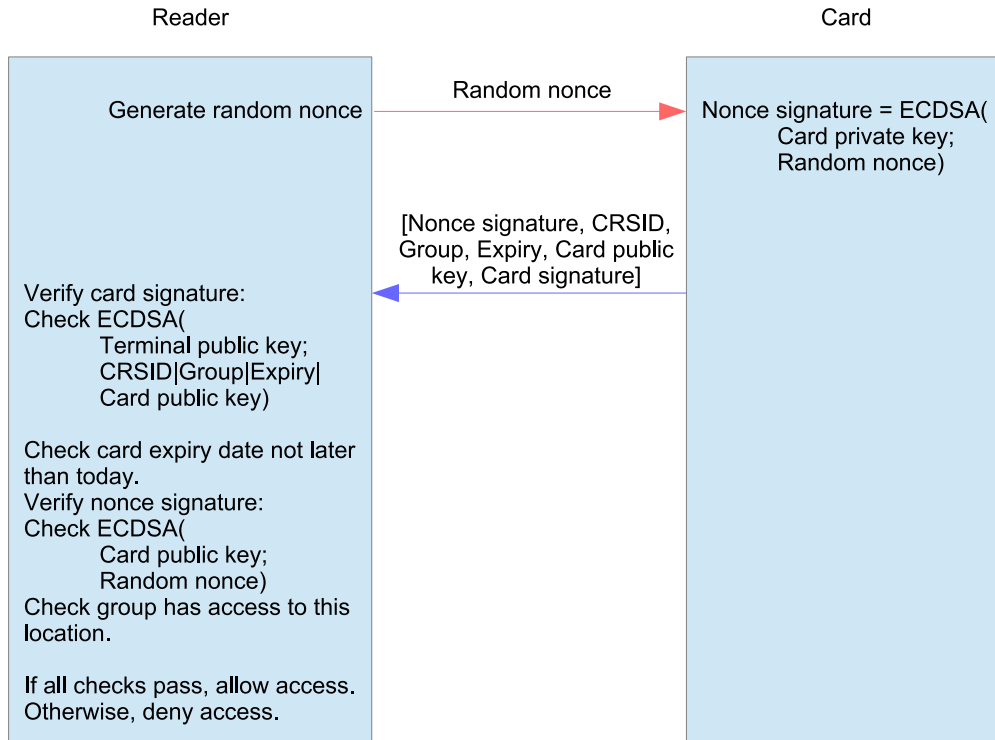 Reader
Card
Generate random nonce
Random nonce
Nonce signature = ECDSA(
Card private key;
Random nonce)
[Nonce signature, CRSID,
Group, Expiry, Card public
key, Card signature]
Verify card signature:
Check ECDSA(
Terminal public key;
CRSID|Group|Expiry|
Card public key)
Check card expiry date not later
than today.
Verify nonce signature:
Check ECDSA(
Card public key;
Random nonce)
Check group has access to this
location.
If all checks pass, allow access.
Otherwise, deny access.